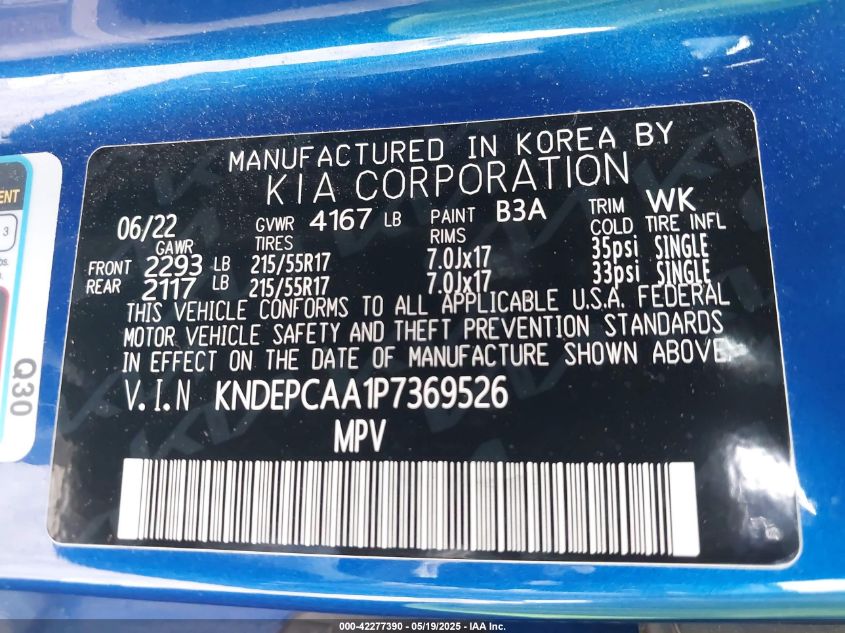 MANUFACTURED IN KOREA BY
KIA CORPORATION
06/22 GVWR 4167 LB PAINT B3A TRIM WK
GAWR TIRES RIMS COLD TIRE INFL
FRONT 2293 LB 215/55R17 7.0Jx17 35psi SINGLE
REAR 2117 LB 215/55R17 7.0Jx17 33psi SINGLE
THIS VEHICLE CONFORMS TO ALL APPLICABLE U.S.A. FEDERAL
MOTOR VEHICLE SAFETY AND THEFT PREVENTION STANDARDS
IN EFFECT ON THE DATE OF MANUFACTURE SHOWN ABOVE.
V.I.N KNDEPCAA1P7369526
MPV
ENT
3
Q30
000-42277390 - 05/19/2025 - IAA Inc.